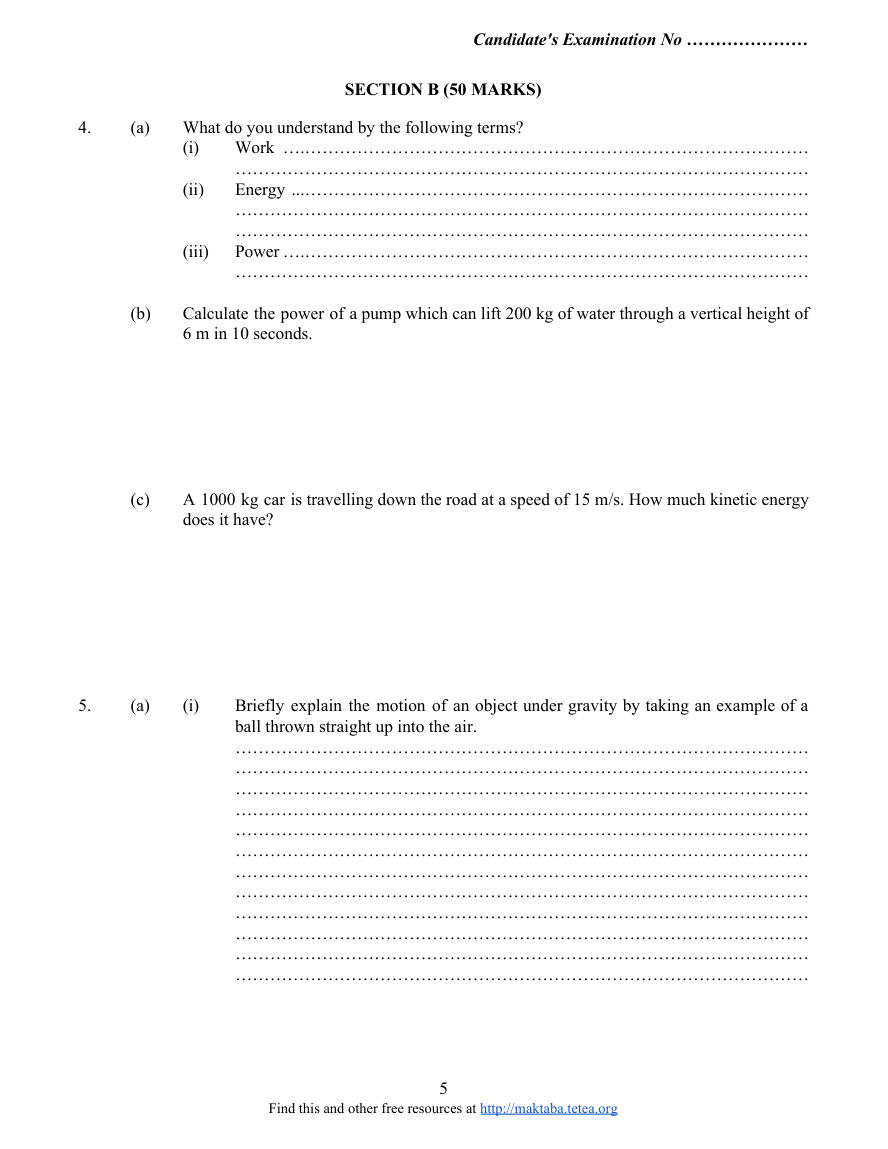 Candidate's Examination No …………………
SECTION B (50 MARKS)
4. (a) What do you understand by the following terms?
(i) Work ….……………………………………………………………………………
………………………………………………………………………………………
(ii) Energy ...……………………………………………………………………………
………………………………………………………………………………………
………………………………………………………………………………………
(iii) Power ….……………………………………………………………………………
………………………………………………………………………………………
(b) Calculate the power of a pump which can lift 200 kg of water through a vertical height of
6 m in 10 seconds.
(c) A 1000 kg car is travelling down the road at a speed of 15 m/s. How much kinetic energy
does it have?
5. (a) (i) Briefly explain the motion of an object under gravity by taking an example of a
ball thrown straight up into the air.
………………………………………………………………………………………
………………………………………………………………………………………
………………………………………………………………………………………
………………………………………………………………………………………
………………………………………………………………………………………
………………………………………………………………………………………
………………………………………………………………………………………
………………………………………………………………………………………
………………………………………………………………………………………
………………………………………………………………………………………
………………………………………………………………………………………
………………………………………………………………………………………
5
Find this and other free resources at http://maktaba.tetea.org